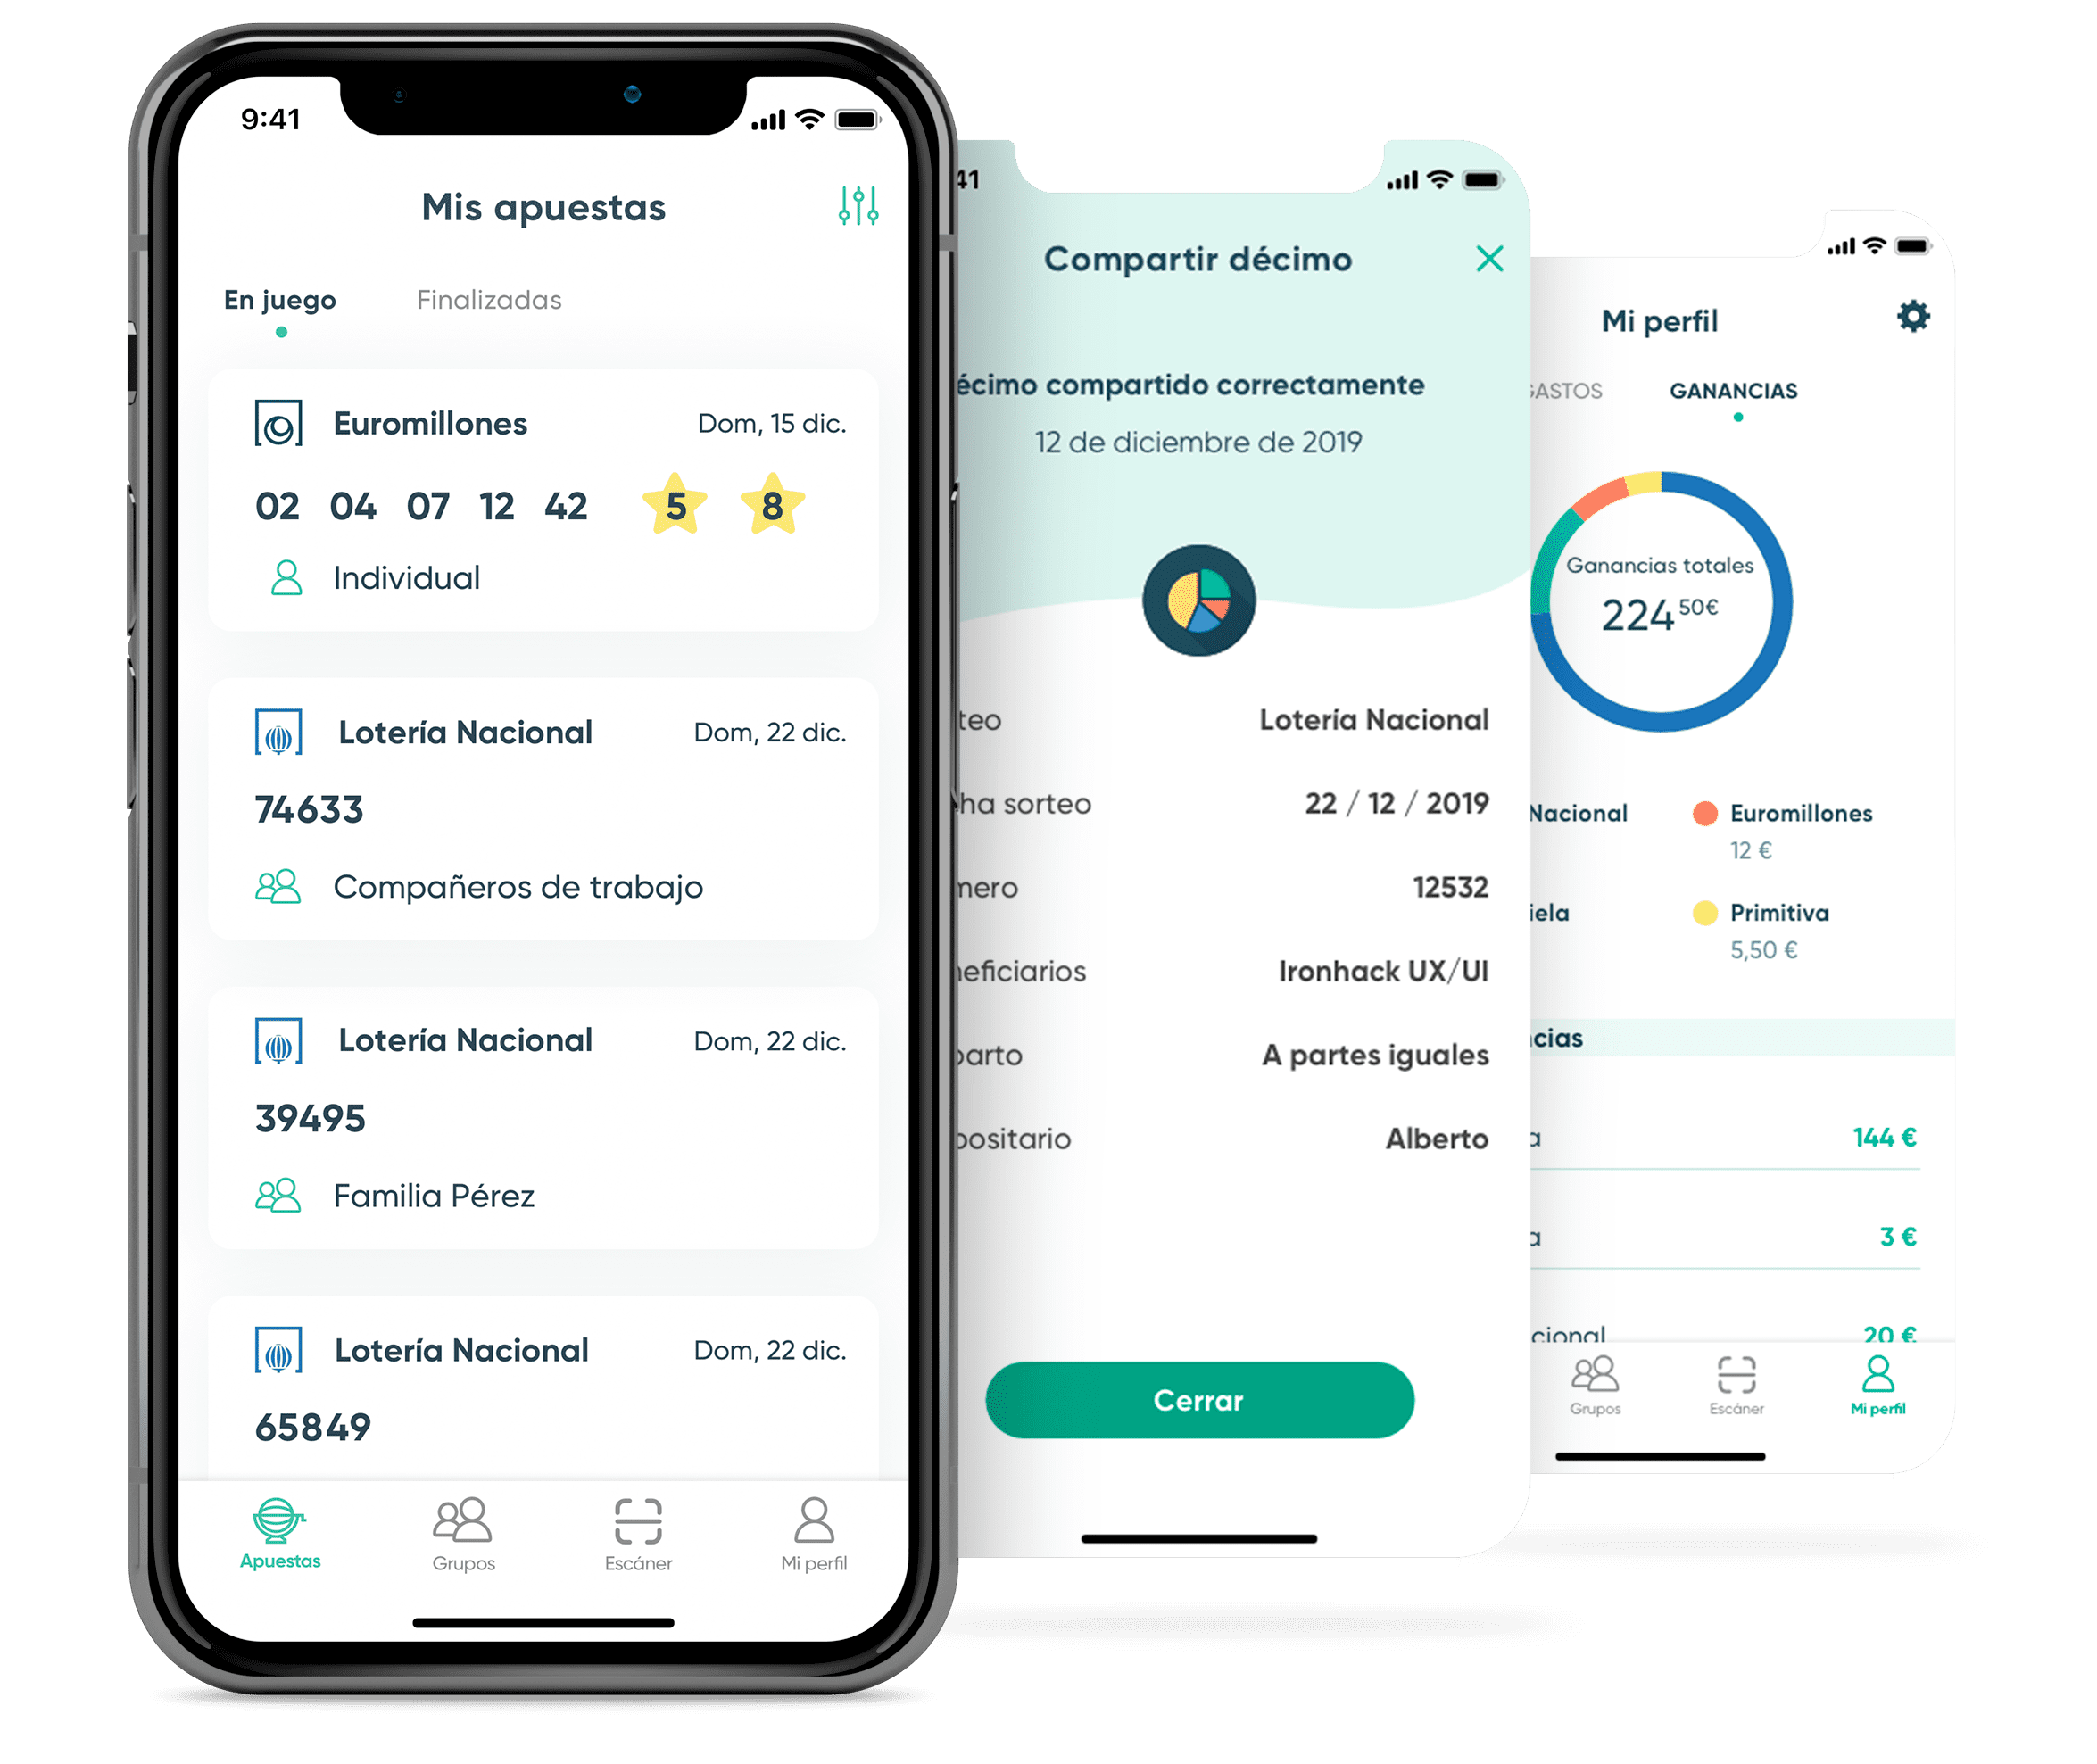 9:41
Mis apuestas
En juego Finalizadas
Euromillones Dom, 15 dic.
02 04 07 12 42 5 8
Individual
Lotería Nacional Dom, 22 dic.
74633
Compañeros de trabajo
Lotería Nacional Dom, 22 dic.
39495
Familia Pérez
Lotería Nacional Dom, 22 dic.
65849
Apuestas Grupos Escáner Mi perfil
41
Compartir décimo
écimo compartido correctamente
12 de diciembre de 2019
teo Lotería Nacional
ha sorteo 22 / 12 / 2019
mero 12532
neficiarios Ironhack UX/UI
parto A partes iguales
positario Alberto
Cerrar
Mi perfil
GASTOS GANANCIAS
Ganancias totales
224 50€
Nacional Euromillones
12 €
iela Primitiva
5,50 €
cias
a 144 €
a 3 €
cional 20 €
Grupos Escáner Mi perfil